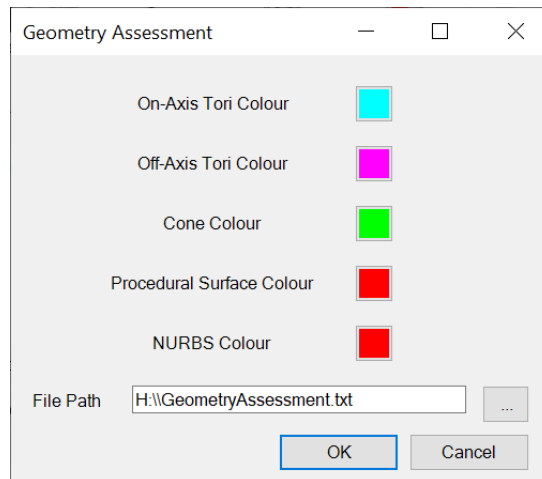 Geometry Assessment
On-Axis Tori Colour
Off-Axis Tori Colour
Cone Colour
Procedural Surface Colour
NURBS Colour
File Path H:\\GeometryAssessment.txt ...
OK Cancel